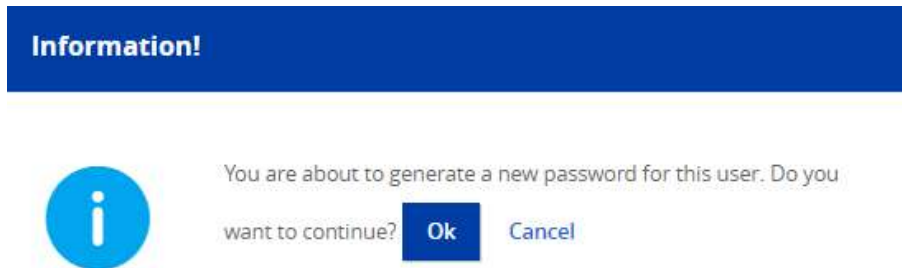 Information!
You are about to generate a new password for this user. Do you
want to continue? Ok Cancel